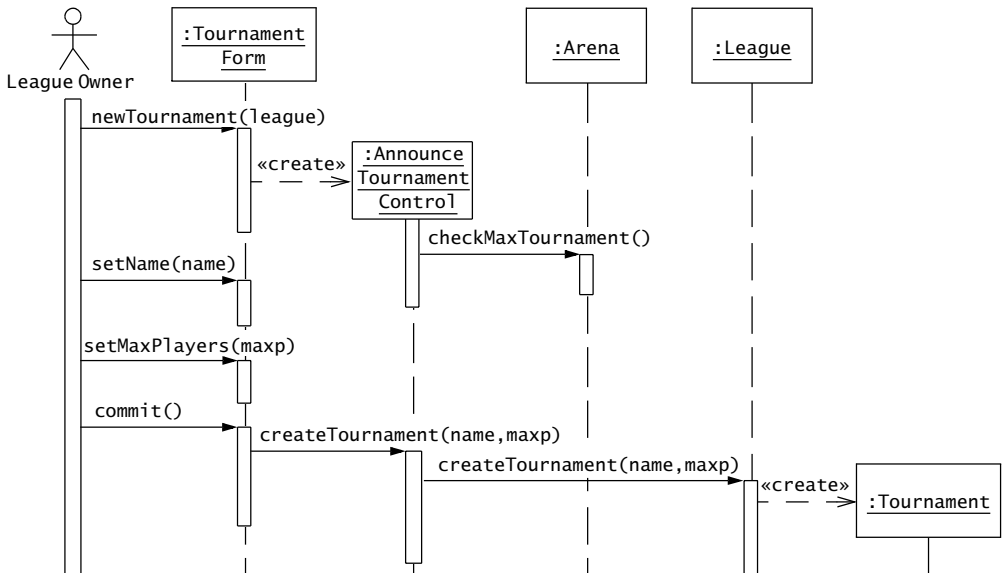 :Tournament
Form
:Arena
:League
League Owner
newTournament(league)
«create»
:Announce
Tournament
Control
checkMaxTournament()
setName(name)
setMaxPlayers(maxp)
commit()
createTournament(name,maxp)
createTournament(name,maxp)
«create»
:Tournament